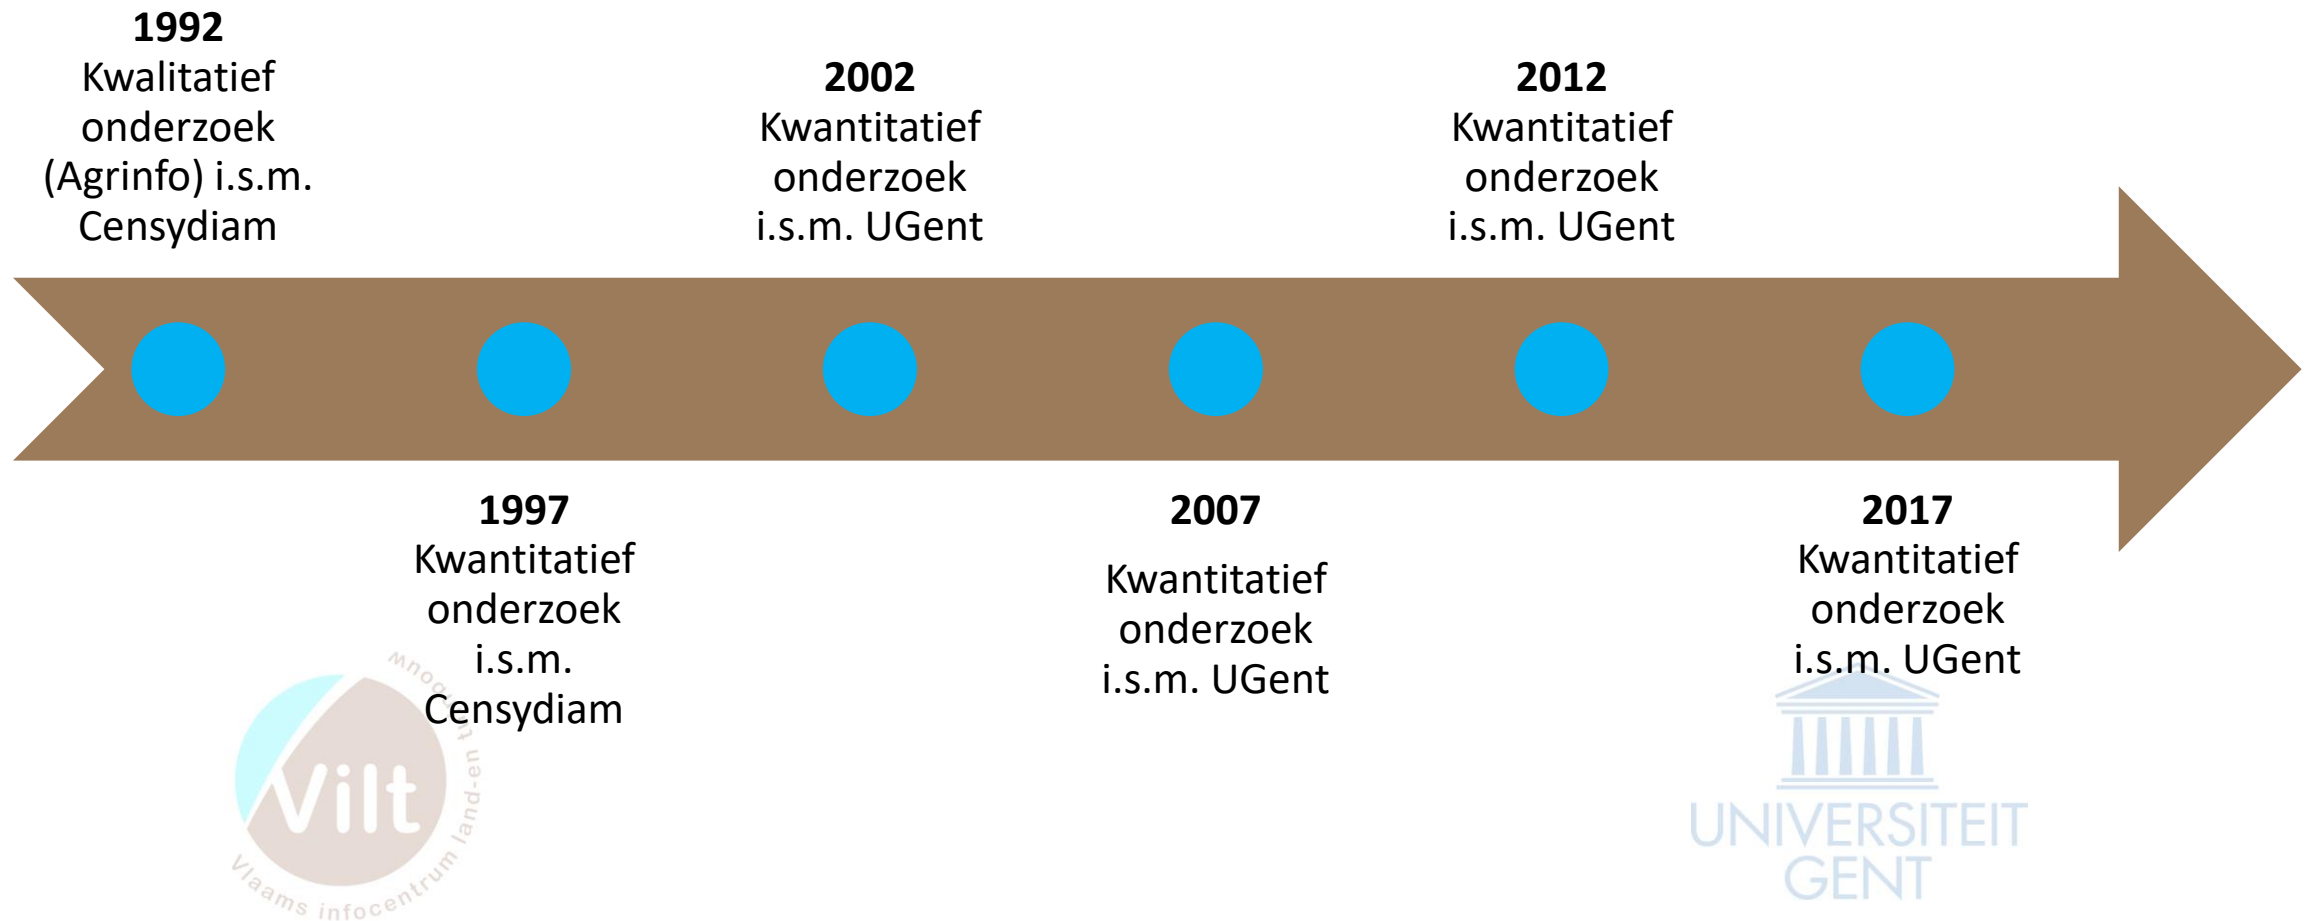 1992
Kwalitatief
onderzoek
(Agrinfo) i.s.m.
Censydiam
2002
Kwantitatief
onderzoek
i.s.m. UGent
2012
Kwantitatief
onderzoek
i.s.m. UGent
1997
Kwantitatief
onderzoek
i.s.m.
Censydiam
2007
Kwantitatief
onderzoek
i.s.m. UGent
2017
Kwantitatief
onderzoek
i.s.m. UGent
Vilt
Vlaams infocentrum land-en tuinbouw
UNIVERSITEIT
GENT